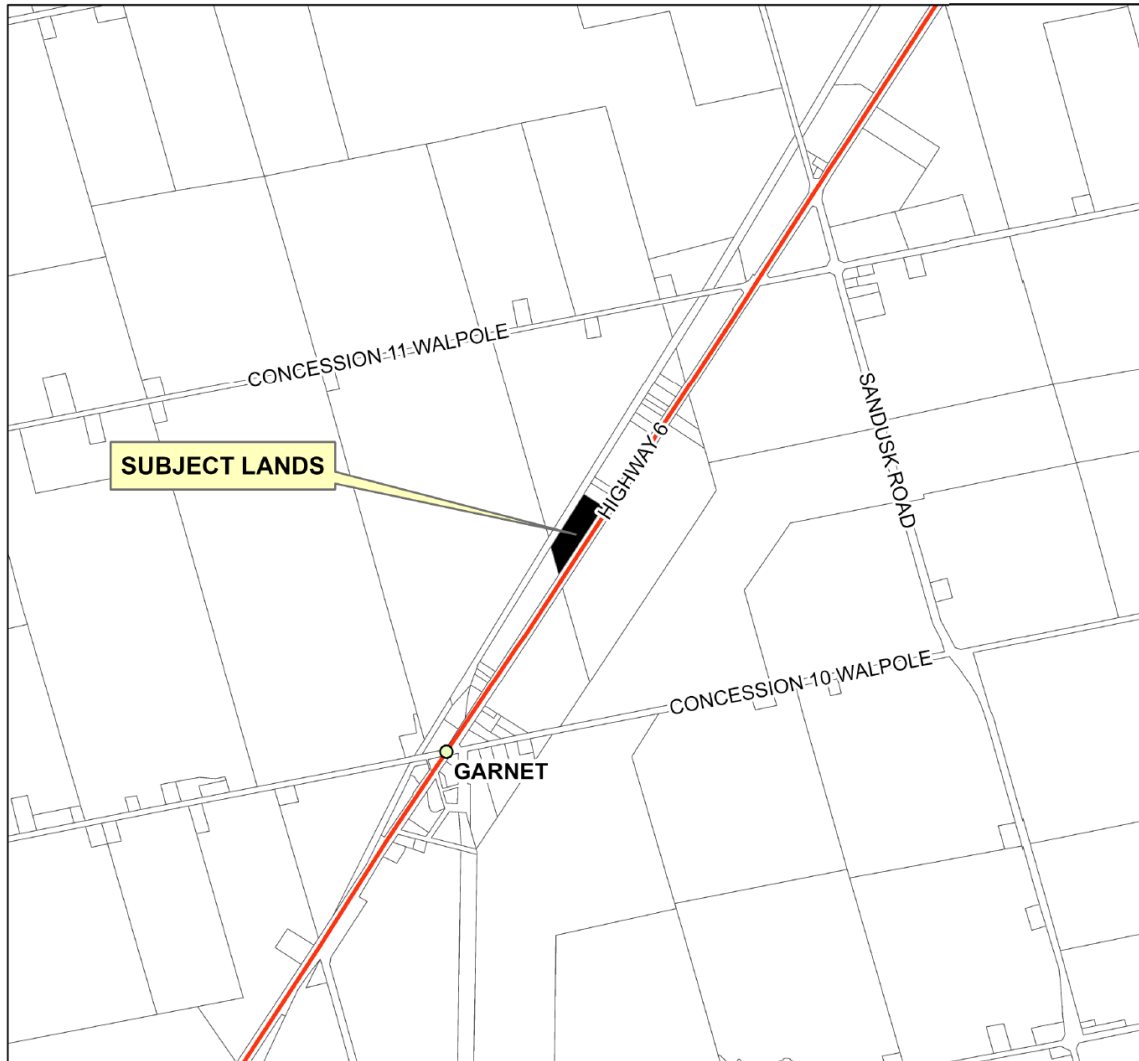 CONCESSION 11 WALPOLE
SANDUSK ROAD
HIGHWAY 6
SUBJECT LANDS
CONCESSION 10 WALPOLE
GARNET